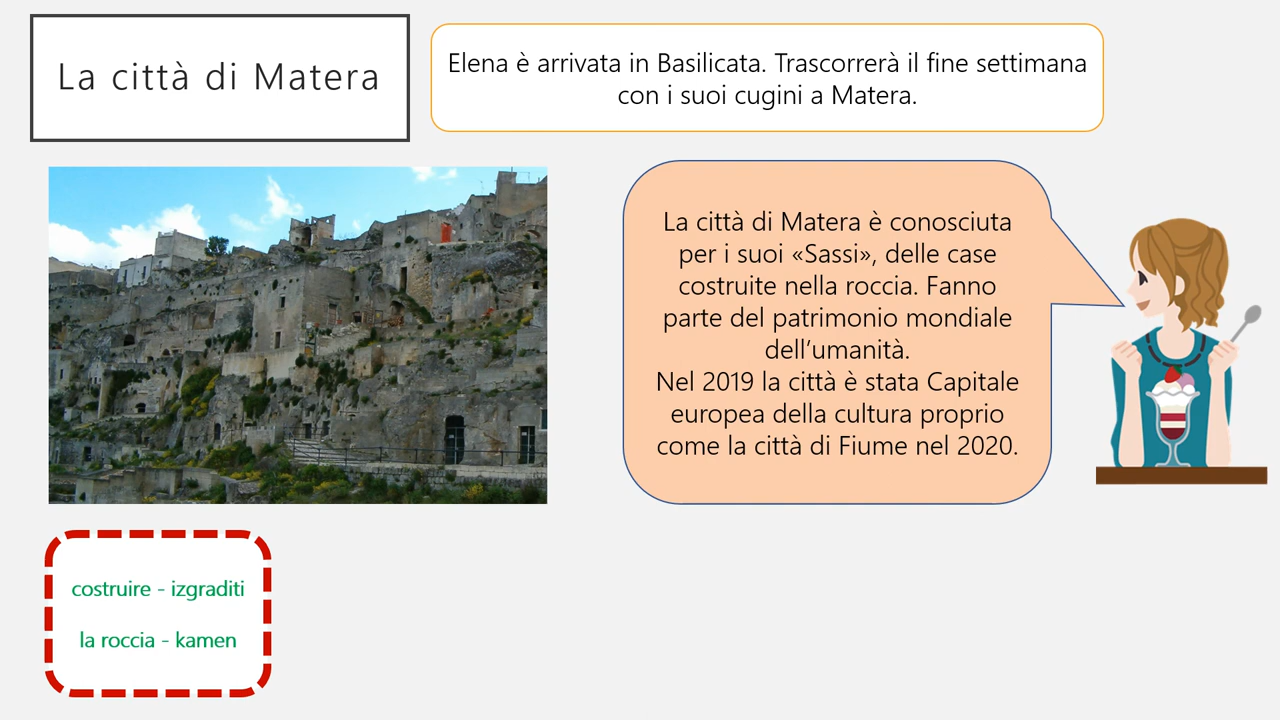 La città di Matera
Elena è arrivata in Basilicata. Trascorrerà il fine settimana
con i suoi cugini a Matera.
La città di Matera è conosciuta
per i suoi «Sassi», delle case
costruite nella roccia. Fanno
parte del patrimonio mondiale
dell’umanità.
Nel 2019 la città è stata Capitale
europea della cultura proprio
come la città di Fiume nel 2020.
costruire - izgraditi
la roccia - kamen